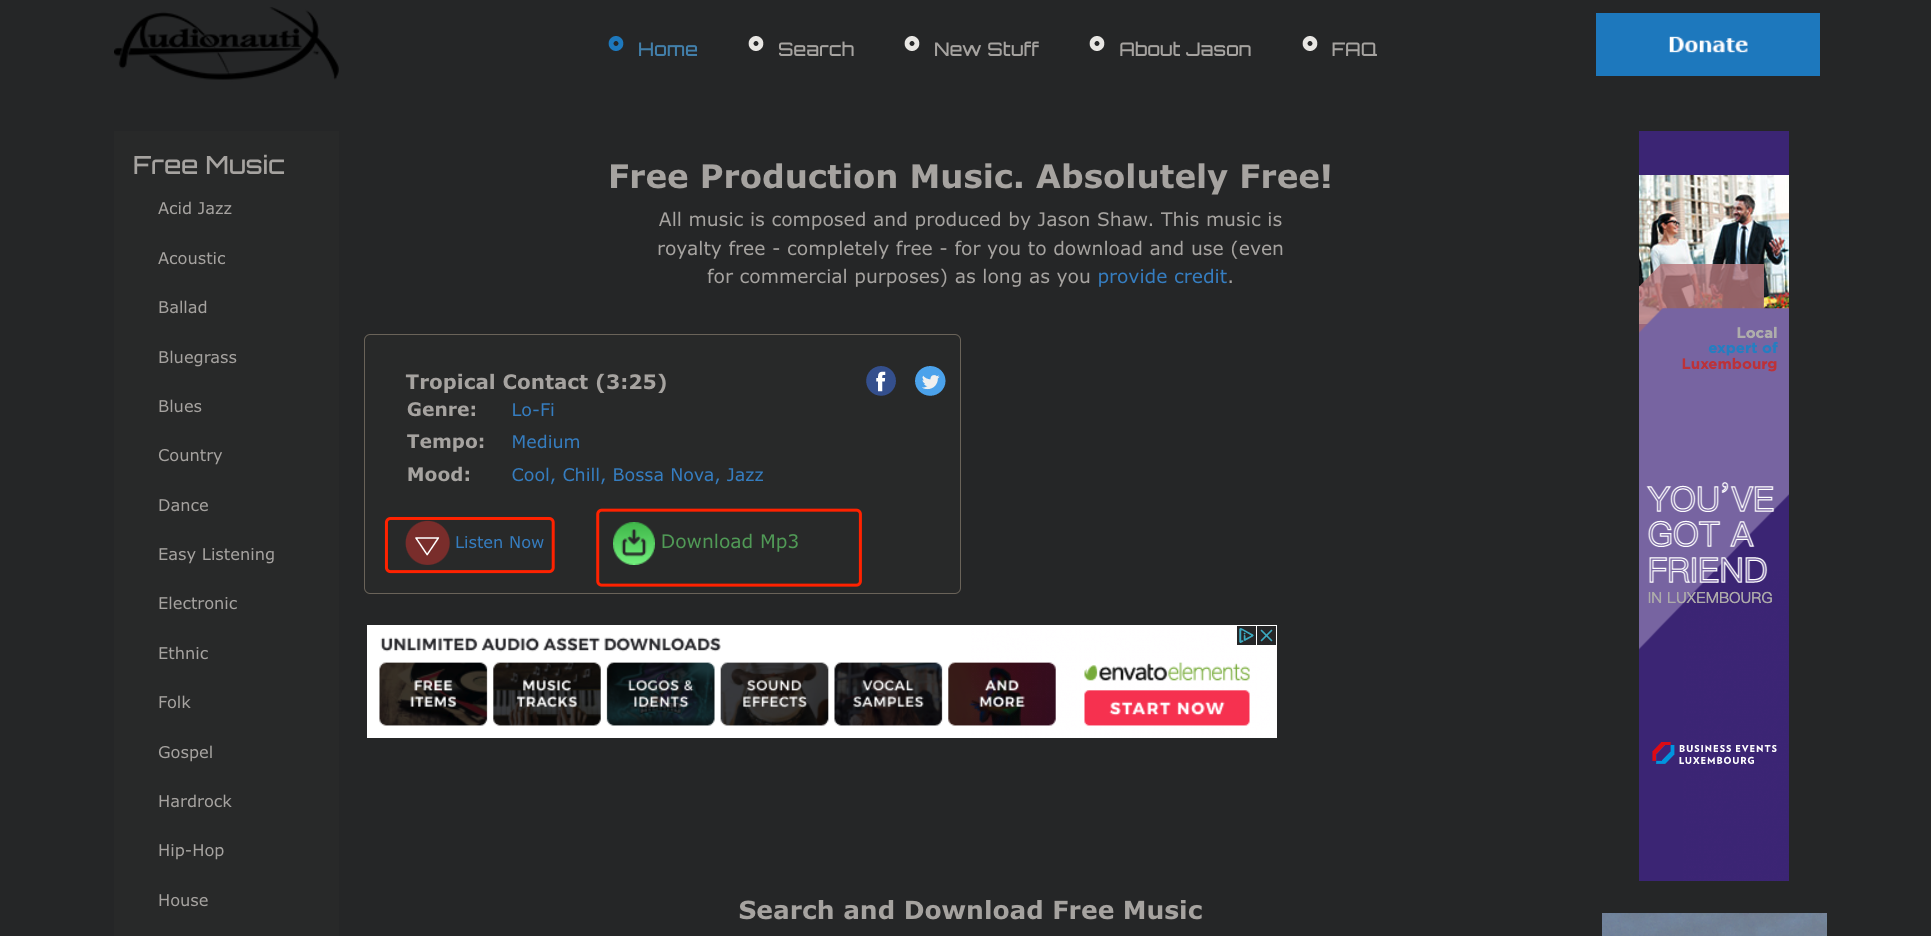 Audionautix
Home
Search
New Stuff
About Jason
FAQ
Donate
Free Music
Acid Jazz
Acoustic
Ballad
Bluegrass
Blues
Country
Dance
Easy Listening
Electronic
Ethnic
Folk
Gospel
Hardrock
Hip-Hop
House
Free Production Music. Absolutely Free!
All music is composed and produced by Jason Shaw. This music is
royalty free - completely free - for you to download and use (even
for commercial purposes) as long as you provide credit.
Tropical Contact (3:25)
Genre: Lo-Fi
Tempo: Medium
Mood: Cool, Chill, Bossa Nova, Jazz
Listen Now
Download Mp3
UNLIMITED AUDIO ASSET DOWNLOADS
FREE
ITEMS
MUSIC
TRACKS
LOGOS &
IDENTS
SOUND
EFFECTS
VOCAL
SAMPLES
AND
MORE
envatoelements
START NOW
Search and Download Free Music
Local
expert of
Luxembourg
YOU'VE
GOT A
FRIEND
IN LUXEMBOURG
BUSINESS EVENTS
LUXEMBOURG